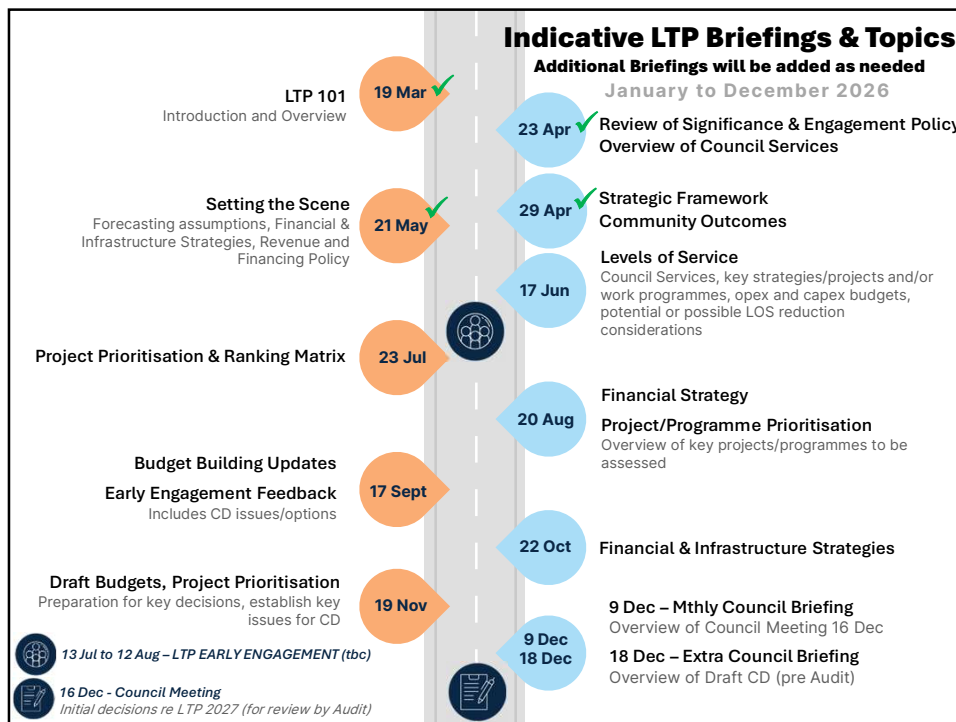 Indicative LTP Briefings & Topics
Additional Briefings will be added as needed
January to December 2026
LTP 101
Introduction and Overview
19 Mar
23 Apr
Review of Significance & Engagement Policy
Overview of Council Services
Setting the Scene
Forecasting assumptions, Financial &
Infrastructure Strategies, Revenue and
Financing Policy
21 May
29 Apr
Strategic Framework
Community Outcomes
17 Jun
Levels of Service
Council Services, key strategies/projects and/or
work programmes, opex and capex budgets,
potential or possible LOS reduction
considerations
Project Prioritisation & Ranking Matrix
23 Jul
20 Aug
Financial Strategy
Project/Programme Prioritisation
Overview of key projects/programmes to be
assessed
Budget Building Updates
Early Engagement Feedback
Includes CD issues/options
17 Sept
22 Oct
Financial & Infrastructure Strategies
Draft Budgets, Project Prioritisation
Preparation for key decisions, establish key
issues for CD
19 Nov
9 Dec
18 Dec
9 Dec – Mthly Council Briefing
Overview of Council Meeting 16 Dec
18 Dec – Extra Council Briefing
Overview of Draft CD (pre Audit)
13 Jul to 12 Aug – LTP EARLY ENGAGEMENT (tbc)
16 Dec - Council Meeting
Initial decisions re LTP 2027 (for review by Audit)